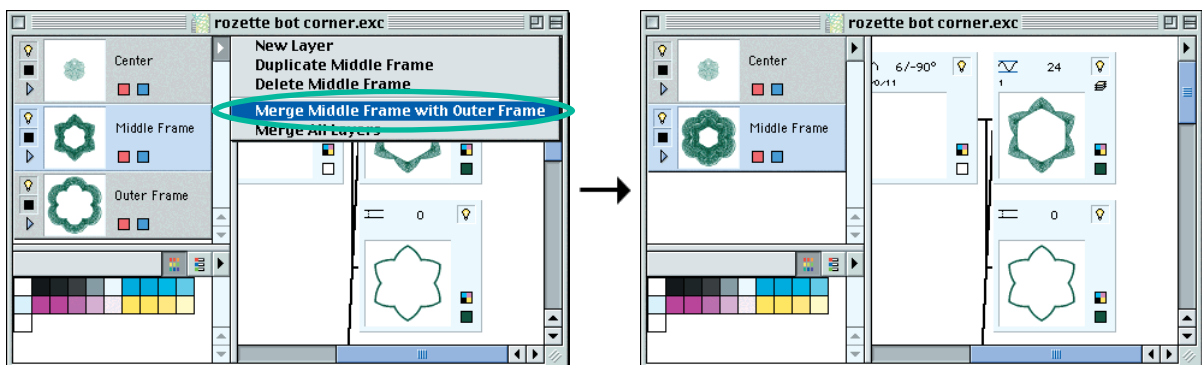 rozette bot corner.exc
Center
Middle Frame
Outer Frame
New Layer
Duplicate Middle Frame
Delete Middle Frame
Merge Middle Frame with Outer Frame
Merge All Layers
0
rozette bot corner.exc
Center
Middle Frame
6/-90°
0/11
24
1
0